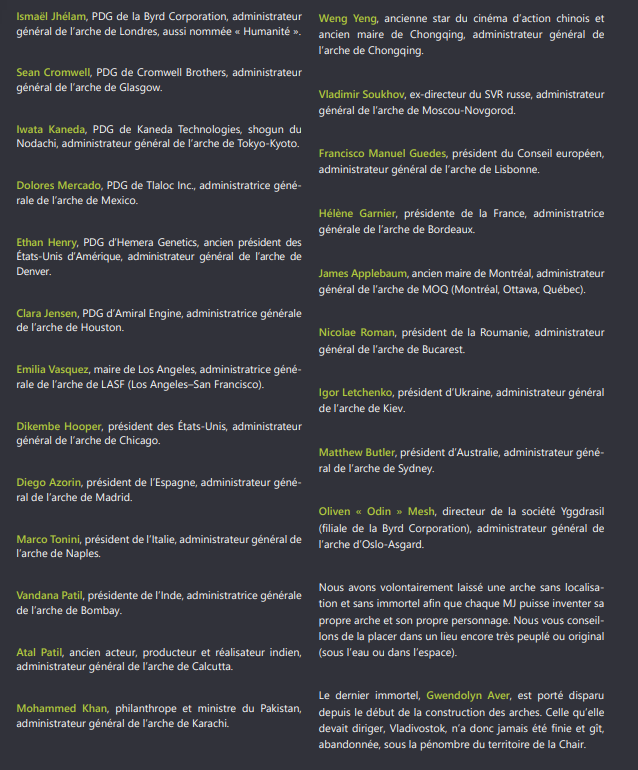 Ismaël Jhélam, PDG de la Byrd Corporation, administrateur
général de l'arche de Londres, aussi nommée « Humanité ».
Sean Cromwell, PDG de Cromwell Brothers, administrateur
général de l'arche de Glasgow.
Iwata Kaneda, PDG de Kaneda Technologies, shogun du
Nodachi, administrateur général de l'arche de Tokyo-Kyoto.
Dolores Mercado, PDG de Tlaloc Inc., administratrice géné-
rale de l'arche de Mexico.
Ethan Henry, PDG d'Hemera Genetics, ancien président des
États-Unis d'Amérique, administrateur général de l'arche de
Denver.
Clara Jensen, PDG d'Amiral Engine, administratrice générale
de l'arche de Houston.
Emilia Vasquez, maire de Los Angeles, administratrice géné-
rale de l'arche de LASF (Los Angeles–San Francisco).
Dikembe Hooper, président des États-Unis, administrateur
général de l'arche de Chicago.
Diego Azorin, président de l'Espagne, administrateur géné-
ral de l'arche de Madrid.
Marco Tonini, président de l'Italie, administrateur général de
l'arche de Naples.
Vandana Patil, présidente de l'Inde, administratrice générale
de l'arche de Bombay.
Atal Patil, ancien acteur, producteur et réalisateur indien,
administrateur général de l'arche de Calcutta.
Mohammed Khan, philanthrope et ministre du Pakistan,
administrateur général de l'arche de Karachi.
Weng Yeng, ancienne star du cinéma d'action chinois et
ancien maire de Chongqing, administrateur général de
l'arche de Chongqing.
Vladimir Soukhov, ex-directeur du SVR russe, administrateur
général de l'arche de Moscou-Novgorod.
Francisco Manuel Guedes, président du Conseil européen,
administrateur général de l'arche de Lisbonne.
Hélène Garnier, présidente de la France, administratrice
générale de l'arche de Bordeaux.
James Applebaum, ancien maire de Montréal, administrateur
général de l'arche de MOQ (Montréal, Ottawa, Québec).
Nicolae Roman, président de la Roumanie, administrateur
général de l'arche de Bucarest.
Igor Letchenko, président d'Ukraine, administrateur général
de l'arche de Kiev.
Matthew Butler, président d'Australie, administrateur géné-
ral de l'arche de Sydney.
Oliven « Odin » Mesh, directeur de la société Yggdrasil
(filiale de la Byrd Corporation), administrateur général de
l'arche d'Oslo-Asgard.
Nous avons volontairement laissé une arche sans localisa-
tion et sans immortel afin que chaque MJ puisse inventer sa
propre arche et son propre personnage. Nous vous conseil-
lons de la placer dans un lieu encore très peuplé ou original
(sous l'eau ou dans l'espace).
Le dernier immortel, Gwendolyn Aver, est porté disparu
depuis le début de la construction des arches. Celle qu'elle
devait diriger, Vladivostok, n'a donc jamais été finie et gît,
abandonnée, sous la pénombre du territoire de la Chair.